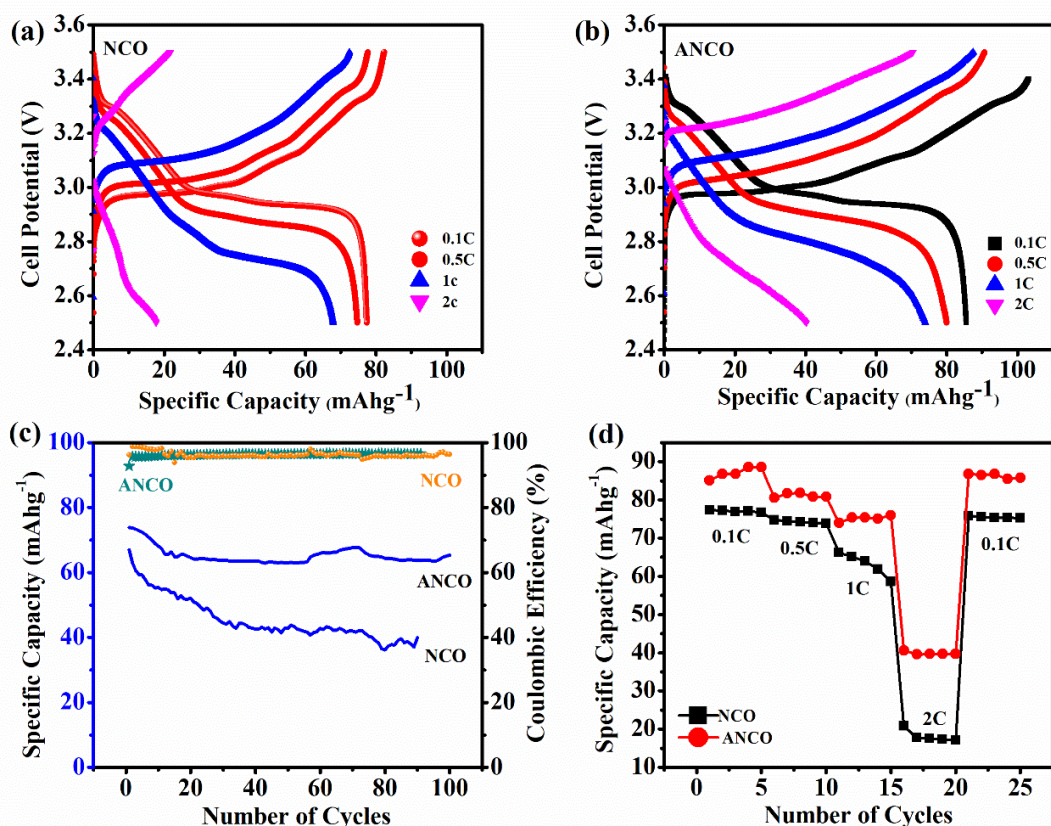 (a)
NCO
3.6
3.4
3.2
3.0
2.8
2.6
2.4
Cell Potential (V)
0.1C
0.5C
1c
2c
0 20 40 60 80 100
Specific Capacity (mAhg-1)
(b)
ANCO
3.6
3.4
3.2
3.0
2.8
2.6
2.4
Cell Potential (V)
0.1C
0.5C
1C
2C
0 20 40 60 80 100
Specific Capacity (mAhg-1)
(c)
100
80
60
40
20
0
Specific Capacity (mAhg-1)
ANCO
NCO
ANCO
NCO
100
80
60
40
20
0
Coulombic Efficiency (%)
0 20 40 60 80 100
Number of Cycles
(d)
90
80
70
60
50
40
30
20
10
Specific Capacity (mAhg-1)
0.1C
0.5C
1C
2C
0.1C
NCO
ANCO
0 5 10 15 20 25
Number of Cycles